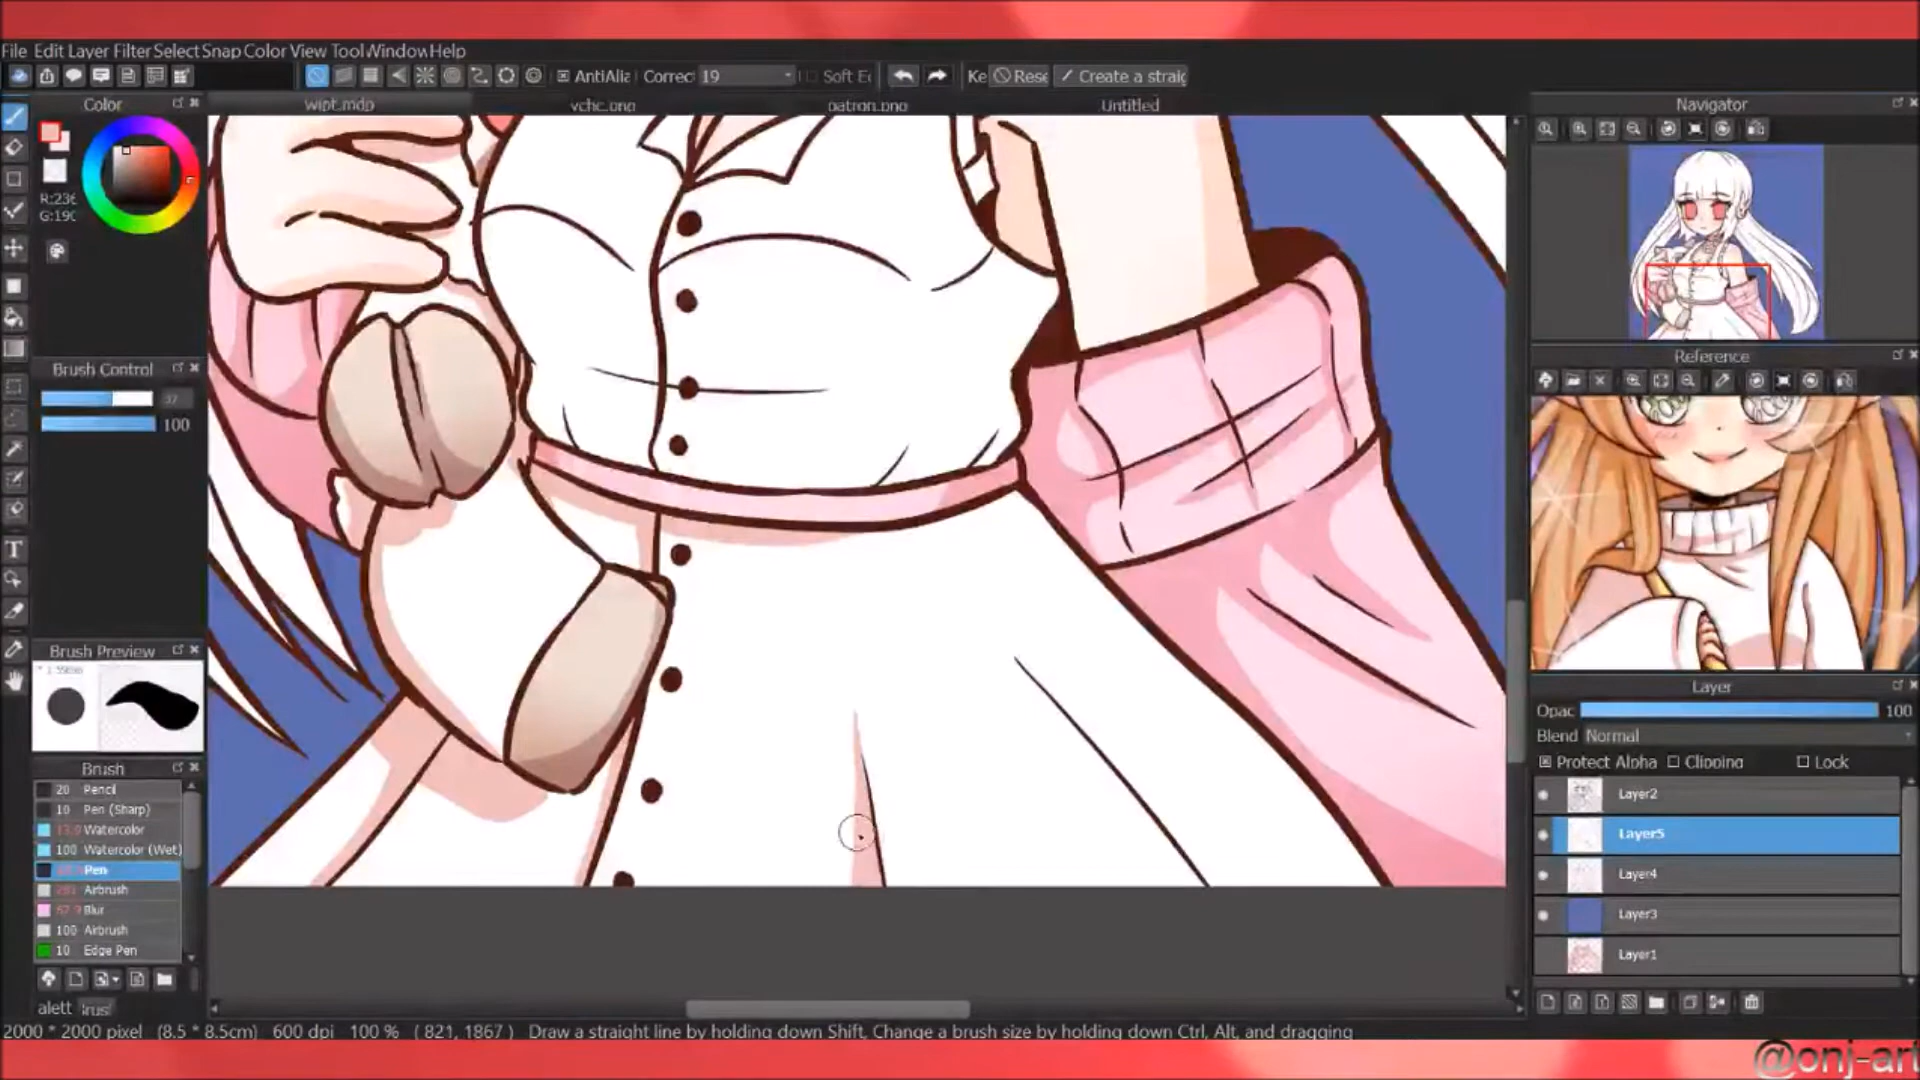 File Edit Layer Filter Select Snap Color View Tool Window Help
AntiAliz Correc 19 Soft Ec Ke Rese Create a straig
Color wipt.mdp vchc.png patron.png Untitled Navigator
R:236
G:190
Reference
Brush Control
37
100
Brush Preview
Layer
Opac 100
Blend Normal
Protect Alpha Clipping Lock
Brush
20 Pencil
10 Pen (Sharp)
Watercolor
100 Watercolor (Wet)
Pen
Airbrush
Blur
100 Airbrush
10 Edge Pen
Layer2
Layer5
Layer4
Layer3
Layer1
alett
2000 * 2000 pixel (8.5 * 8.5cm) 600 dpi 100 % ( 821, 1867 ) Draw a straight line by holding down Shift, Change a brush size by holding down Ctrl, Alt, and dragging
@onj-art